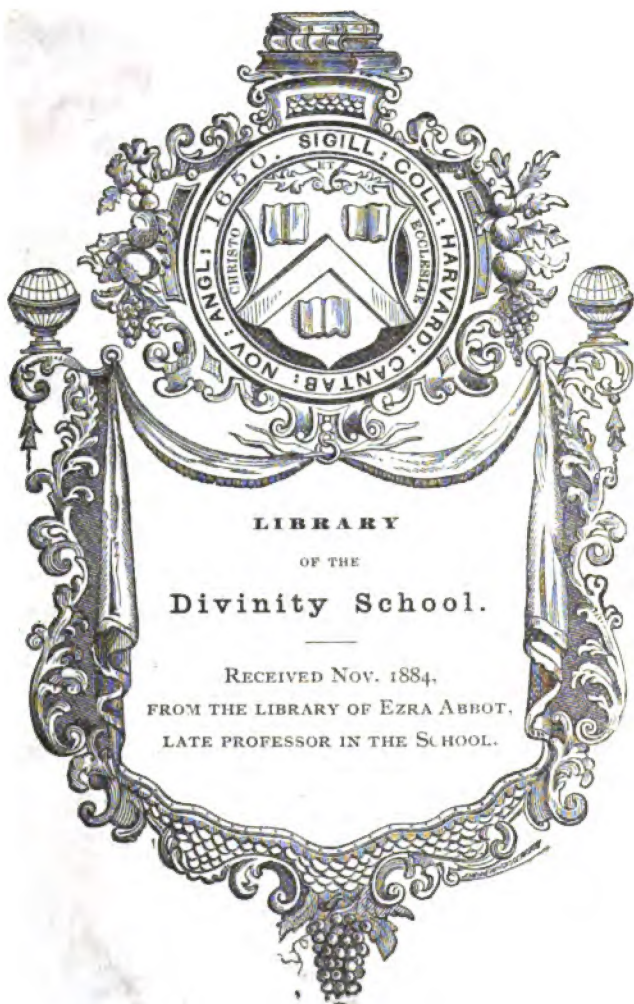 SIGILL: COLL: HARVARD: CANTAB: NOV: ANGL: 1650.
CHRISTO
ET
ECCLESIAE
LIBRARY
OF THE
Divinity School.
RECEIVED NOV. 1884,
FROM THE LIBRARY OF EZRA ABBOT,
LATE PROFESSOR IN THE SCHOOL.